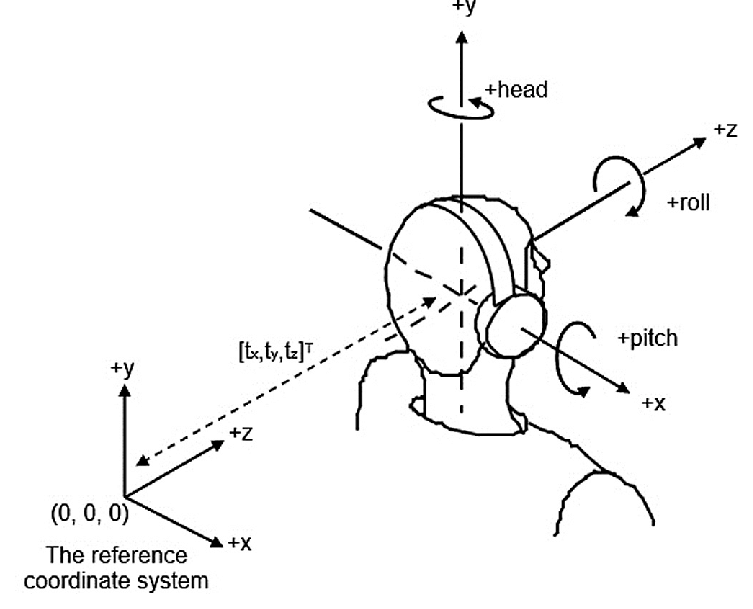 +y
+head
+z
+roll
[tx,ty,tz]ᵀ
+pitch
+y
+x
+z
(0, 0, 0)
+x
The reference
coordinate system